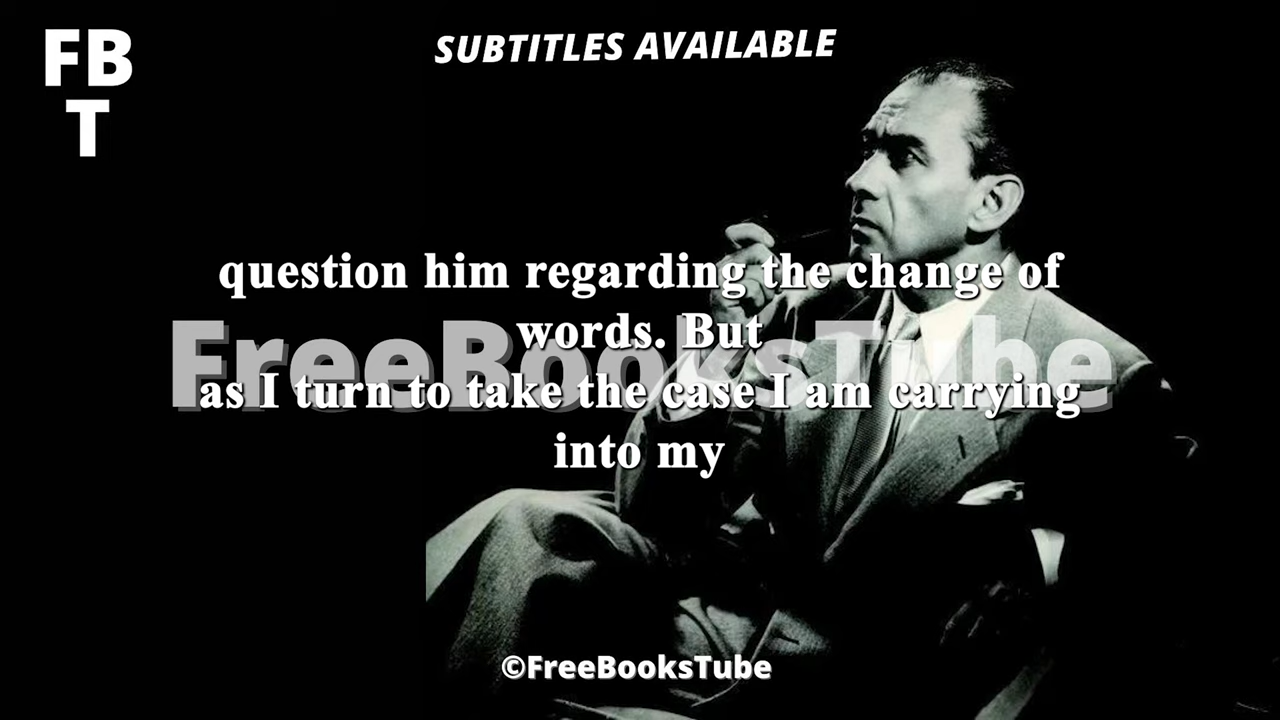 FB
T
SUBTITLES AVAILABLE
question him regarding the change of
words. But
FreeBooksTube
as I turn to take the case I am carrying
into my
©FreeBooksTube